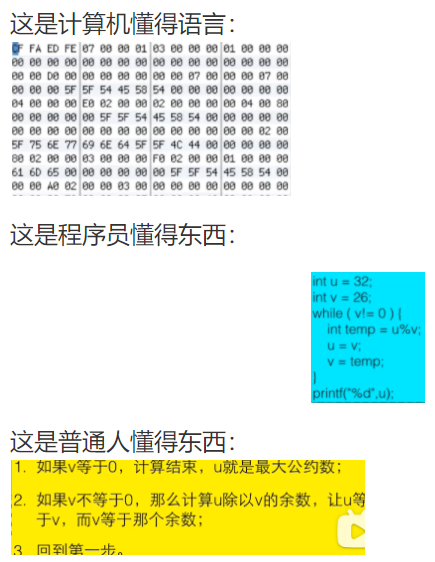 这是计算机懂得语言:
CF FA ED FE 07 00 00 01 03 00 00 00 01 00 00 00
00 00 00 00 00 00 00 00 00 00 00 00 00 00 00 00
00 00 D0 00 00 00 00 00 00 00 07 00 00 00 07 00
00 00 00 5F 5F 54 45 58 54 00 00 00 00 00 00 00
04 00 00 00 E0 02 00 00 02 00 00 00 00 04 00 80
00 00 00 00 00 5F 5F 54 45 58 54 00 00 00 00 00
00 00 00 00 00 00 00 00 00 00 00 00 00 00 02 00
5F 75 6E 77 69 6E 64 5F 5F 4C 44 00 00 00 00 00
80 02 00 00 03 00 00 00 F0 02 00 00 01 00 00 00
61 6D 65 00 00 00 00 00 00 5F 5F 54 45 58 54 00
00 00 A0 02 00 00 03 00 00 00 00 00 00 00 00 00
这是程序员懂得东西:
int u = 32;
int v = 26;
while ( v!= 0 ) {
int temp = u%v;
u = v;
v = temp;
}
printf("%d",u);
这是普通人懂得东西:
1. 如果v等于0，计算结束，u就是最大公约数；
2. 如果v不等于0，那么计算u除以v的余数，让u等
于v，而v等于那个余数；
3. 回到第一步。